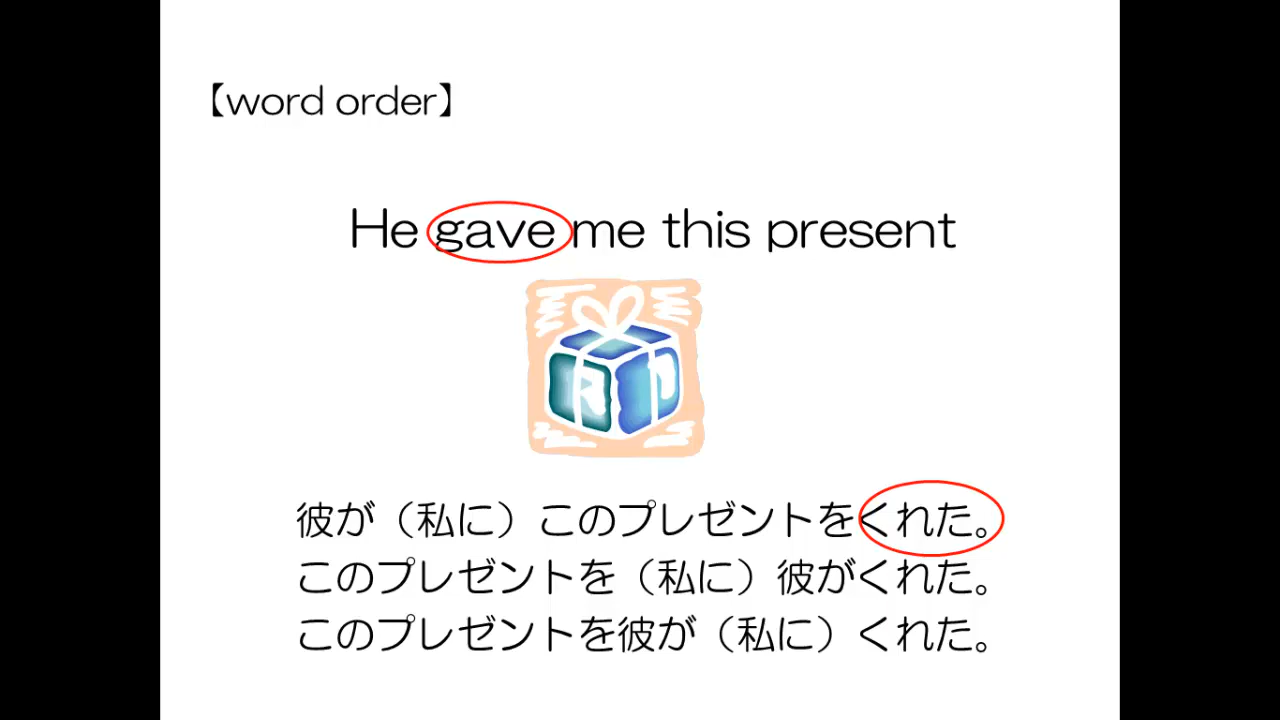 【word order】
He gave me this present
彼が（私に）このプレゼントをくれた。
このプレゼントを（私に）彼がくれた。
このプレゼントを彼が（私に）くれた。